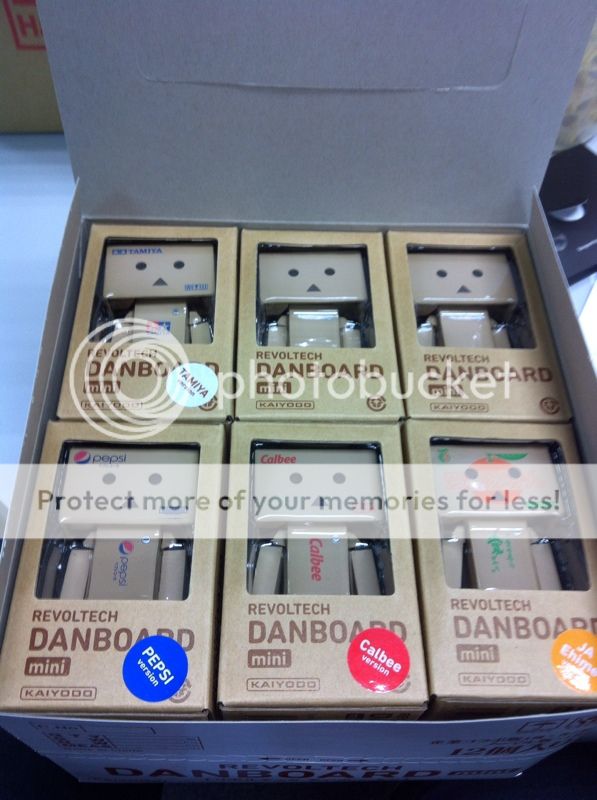 TAMIYA
REVOLTECH
DANBOARD
mini
KAIYODO
TAMIYA
version
REVOLTECH
DANBOARD
mini
KAIYODO
REVOLTECH
DANBOARD
mini
KAIYODO
photobucket
Protect more of your memories for less!
pepsi
pepsi
REVOLTECH
DANBOARD
mini
KAIYODO
PEPSI
version
Calbee
Calbee
REVOLTECH
DANBOARD
mini
KAIYODO
Calbee
version
REVOLTECH
DANBOARD
mini
KAIYODO
JA
Ehime
REVOLTECH
DANBOARD mini